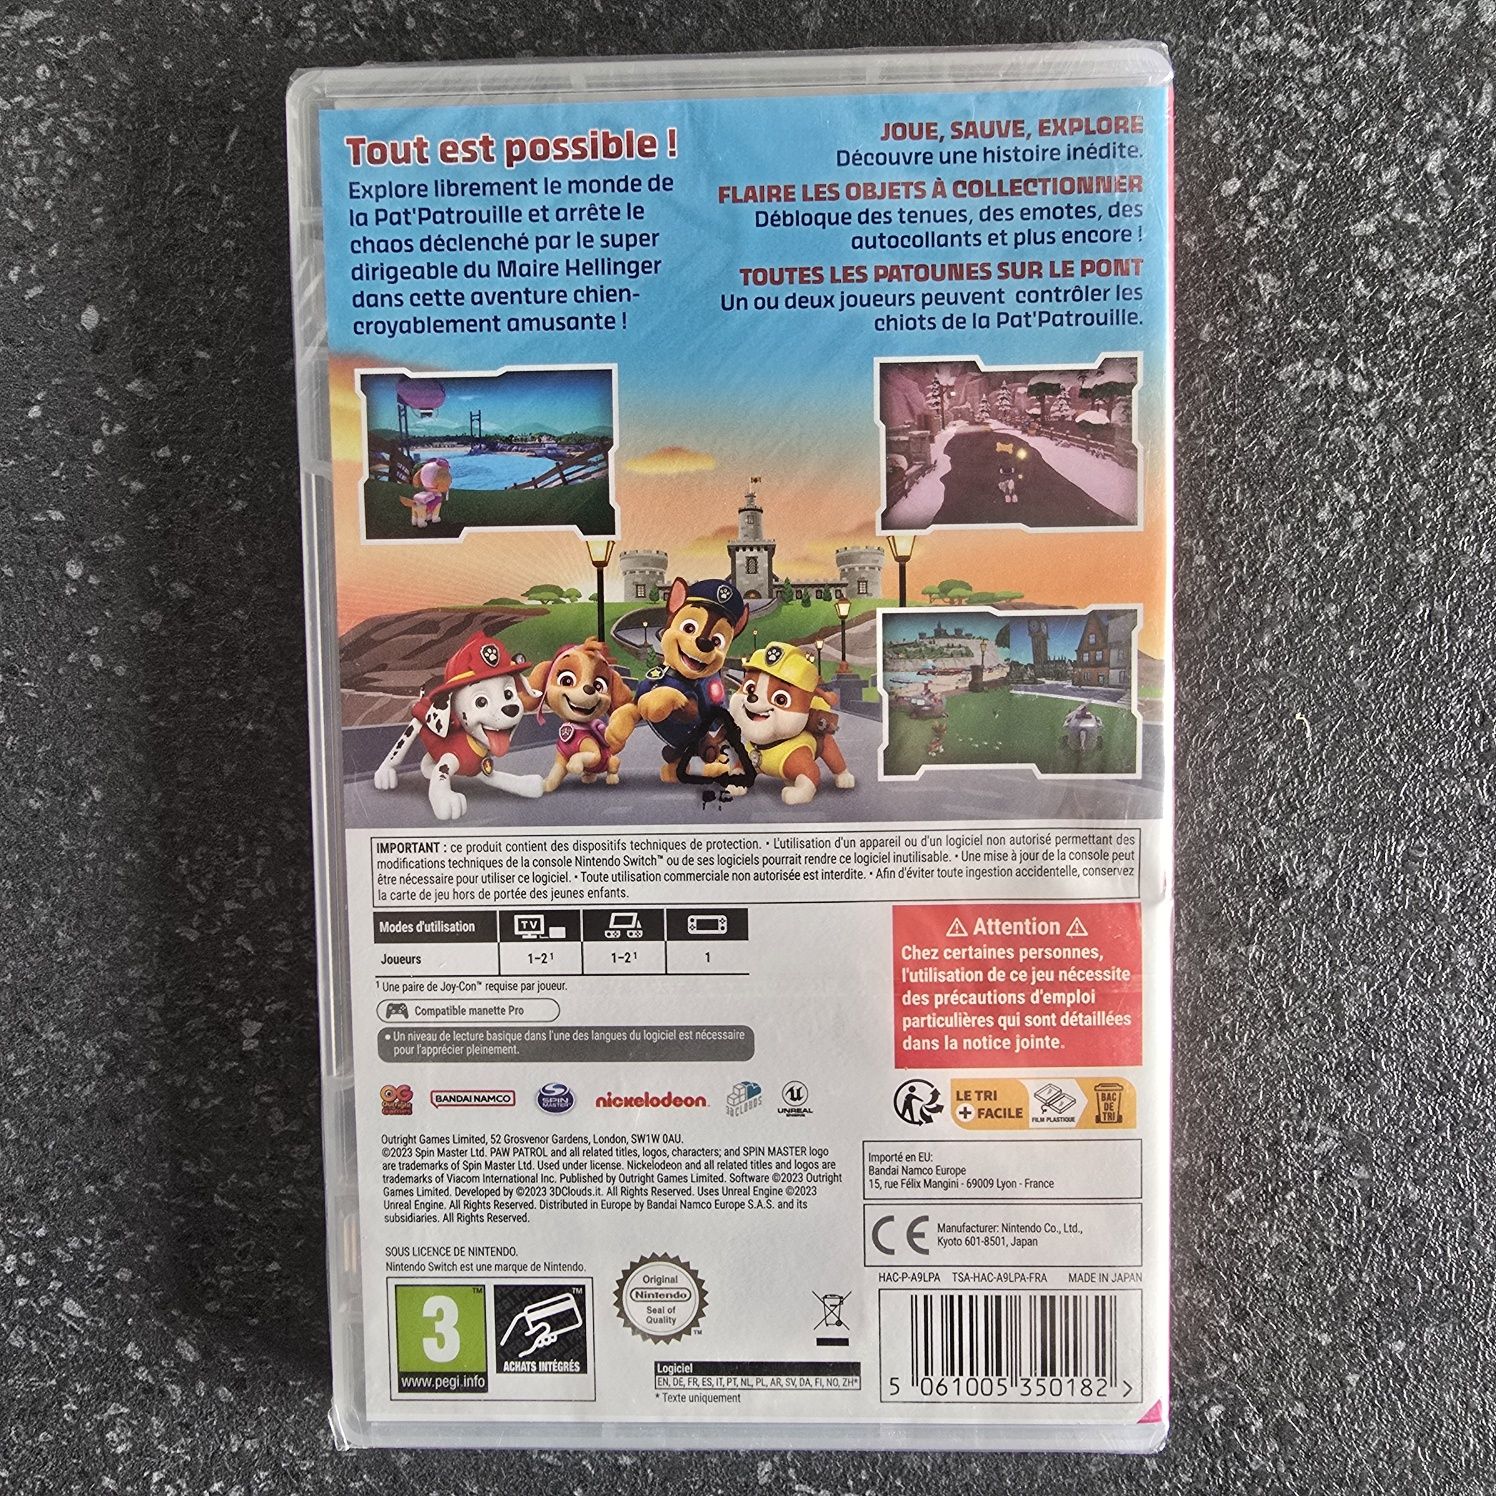 Tout est possible !
Explore librement le monde de
la Pat'Patrouille et arrête le
chaos déclenché par le super
dirigeable du Maire Hellinger
dans cette aventure chien-
croyablement amusante !
JOUE, SAUVE, EXPLORE
Découvre une histoire inédite.
FLAIRE LES OBJETS À COLLECTIONNER
Débloque des tenues, des emotes, des
autocollants et plus encore !
TOUTES LES PATOUNES SUR LE PONT
Un ou deux joueurs peuvent contrôler les
chiots de la Pat'Patrouille.
IMPORTANT : ce produit contient des dispositifs techniques de protection. • L'utilisation d'un appareil ou d'un logiciel non autorisé permettant des
modifications techniques de la console Nintendo Switch™ ou de ses logiciels pourrait rendre ce logiciel inutilisable. • Une mise à jour de la console peut
être nécessaire pour utiliser ce logiciel. • Toute utilisation commerciale non autorisée est interdite. • Afin d'éviter toute ingestion accidentelle, conservez
la carte de jeu hors de portée des jeunes enfants.
Modes d'utilisation TV
Joueurs 1-2¹ 1-2¹ 1
¹ Une paire de Joy-Con™ requise par joueur.
Compatible manette Pro
• Un niveau de lecture basique dans l'une des langues du logiciel est nécessaire
pour l'apprécier pleinement.
⚠ Attention ⚠
Chez certaines personnes,
l'utilisation de ce jeu nécessite
des précautions d'emploi
particulières qui sont détaillées
dans la notice jointe.
OG Outright Games BANDAI NAMCO SPIN MASTER nickelodeon 3DCLOUDS UNREAL ENGINE
LE TRI
+ FACILE
FILM PLASTIQUE
BAC
DE
TRI
Outright Games Limited, 52 Grosvenor Gardens, London, SW1W 0AU.
©2023 Spin Master Ltd. PAW PATROL and all related titles, logos, characters; and SPIN MASTER logo
are trademarks of Spin Master Ltd. Used under license. Nickelodeon and all related titles and logos are
trademarks of Viacom International Inc. Published by Outright Games Limited. Software ©2023 Outright
Games Limited. Developed by ©2023 3DClouds.it. All Rights Reserved. Uses Unreal Engine ©2023
Unreal Engine. All Rights Reserved. Distributed in Europe by Bandai Namco Europe S.A.S. and its
subsidiaries. All Rights Reserved.
Importé en EU:
Bandai Namco Europe
15, rue Félix Mangini - 69009 Lyon - France
CE
Manufacturer: Nintendo Co., Ltd.,
Kyoto 601-8501, Japan
SOUS LICENCE DE NINTENDO.
Nintendo Switch est une marque de Nintendo.
3
www.pegi.info
ACHATS INTÉGRÉS
Original
Nintendo
Seal of
Quality
Logiciel
EN, DE, FR, ES, IT, PT, NL, PL, AR, SV, DA, FI, NO, ZH*
* Texte uniquement
HAC-P-A9LPA TSA-HAC-A9LPA-FRA MADE IN JAPAN
5 061005 350182 >